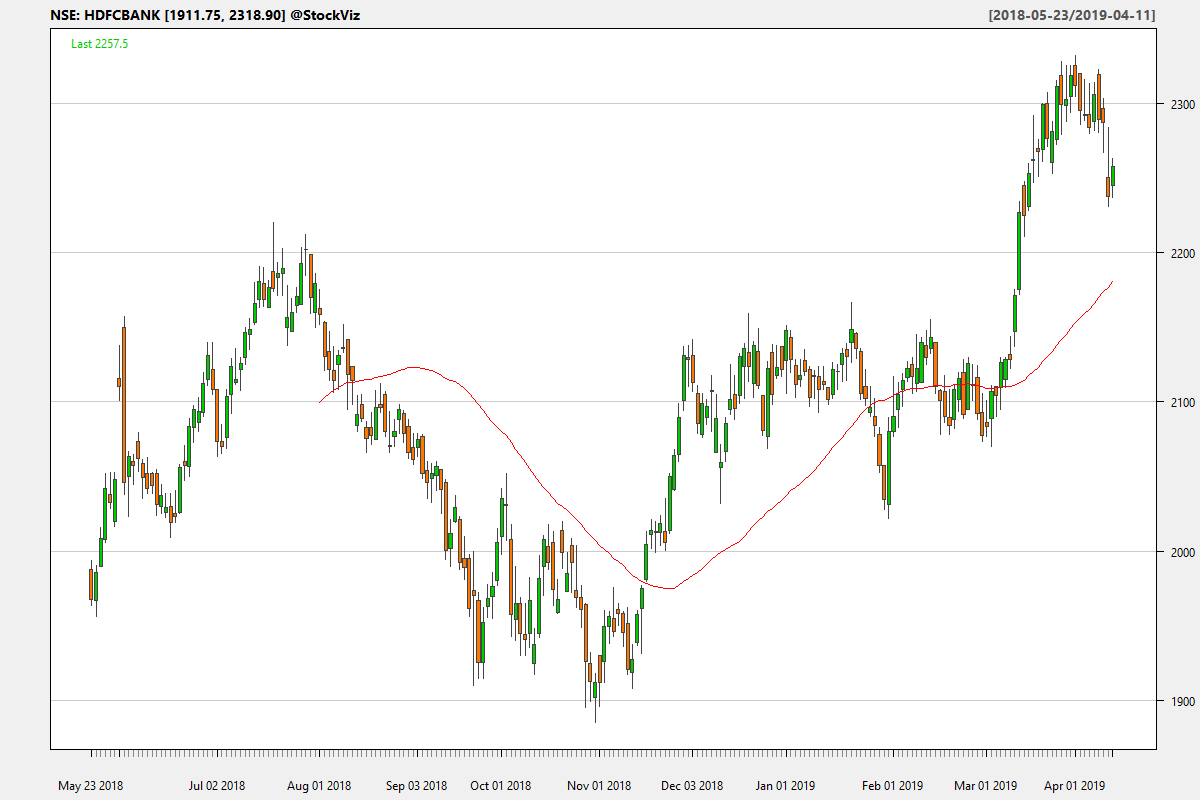 NSE: HDFCBANK [1911.75, 2318.90] @StockViz
[2018-05-23/2019-04-11]
Last 2257.5
2300
2200
2100
2000
1900
May 23 2018
Jul 02 2018
Aug 01 2018
Sep 03 2018
Oct 01 2018
Nov 01 2018
Dec 03 2018
Jan 01 2019
Feb 01 2019
Mar 01 2019
Apr 01 2019